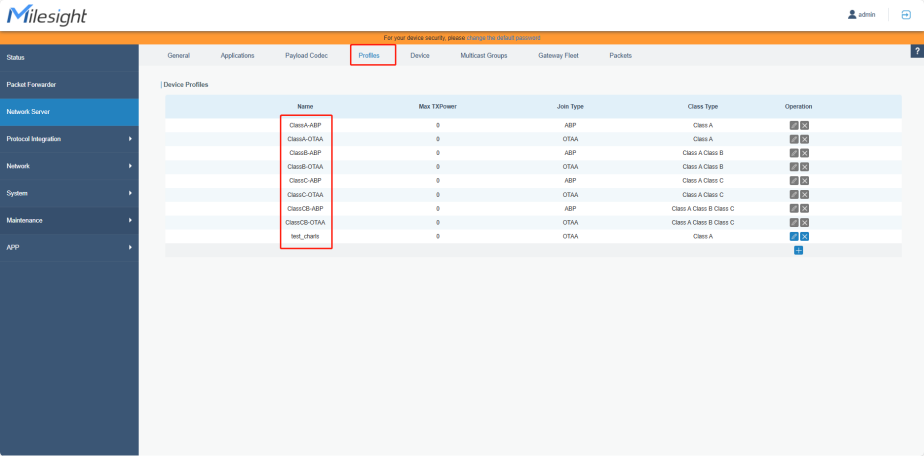 Milesight
admin
For your device security, please change the default password
Status
Packet Forwarder
Network Server
Protocol Integration
Network
System
Maintenance
APP
General Applications Payload Codec Profiles Device Multicast Groups Gateway Fleet Packets
?
Device Profiles
Name Max TXPower Join Type Class Type Operation
ClassA-ABP 0 ABP Class A
ClassA-OTAA 0 OTAA Class A
ClassB-ABP 0 ABP Class A Class B
ClassB-OTAA 0 OTAA Class A Class B
ClassC-ABP 0 ABP Class A Class C
ClassC-OTAA 0 OTAA Class A Class C
ClassCB-ABP 0 ABP Class A Class B Class C
ClassCB-OTAA 0 OTAA Class A Class B Class C
test_charis 0 OTAA Class A